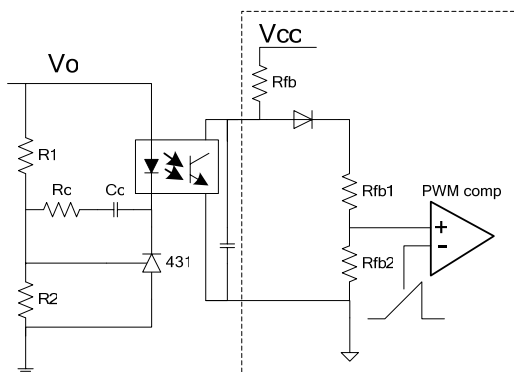 Vcc
Vo
Rfb
R1
Rc
Cc
Rfb1
PWM comp
+
-
431
Rfb2
R2